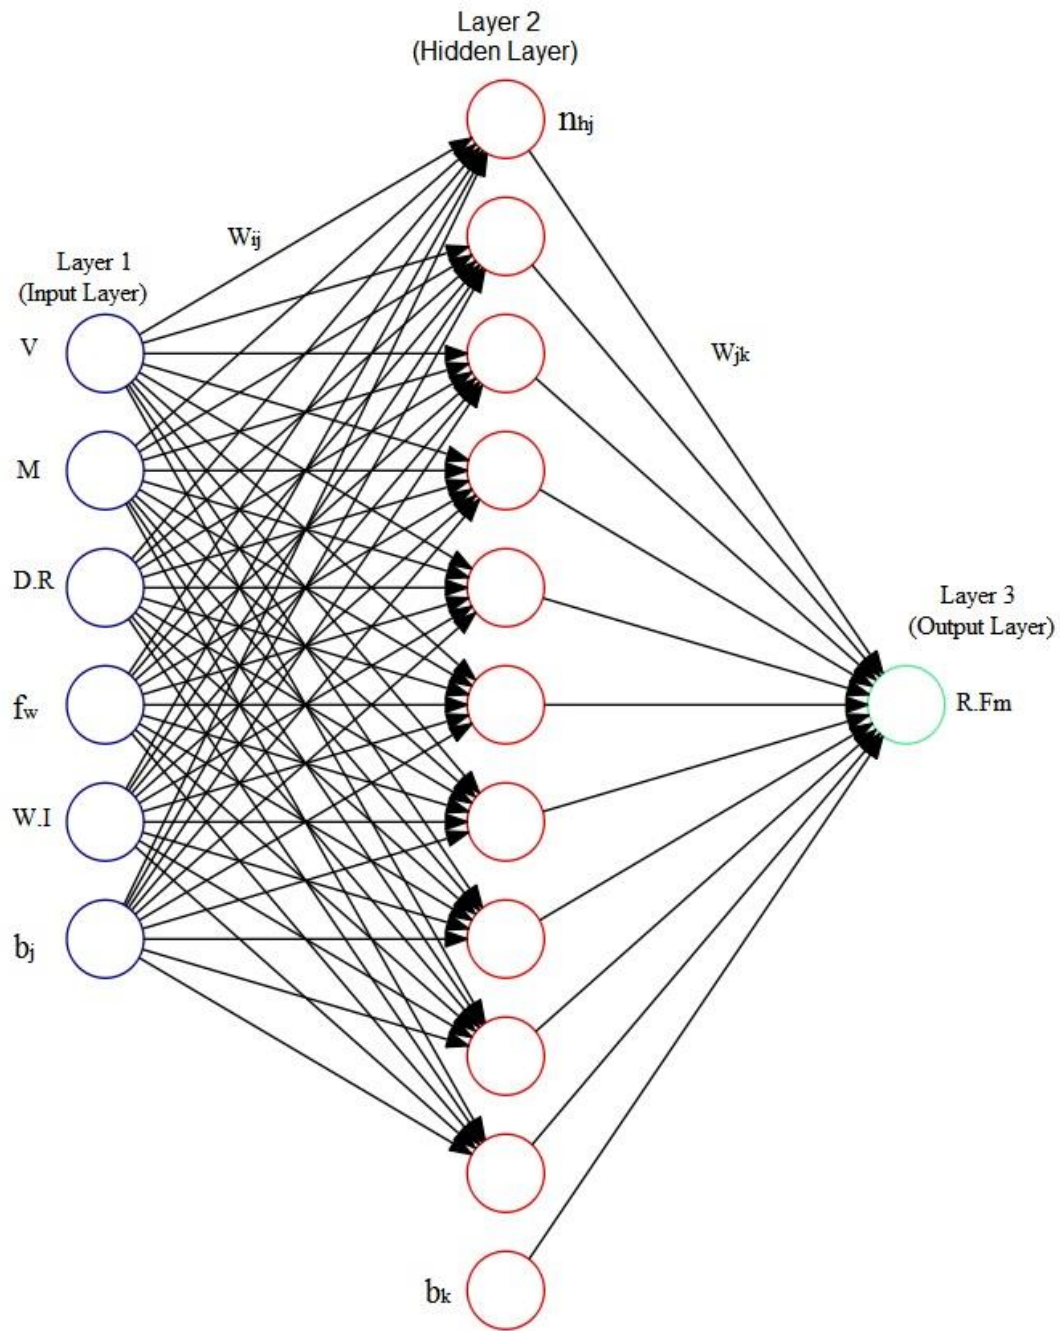 Layer 2
(Hidden Layer)
nhj
Wij
Layer 1
(Input Layer)
V
Wjk
M
D.R
Layer 3
(Output Layer)
fw
R.Fm
W.I
bj
bk